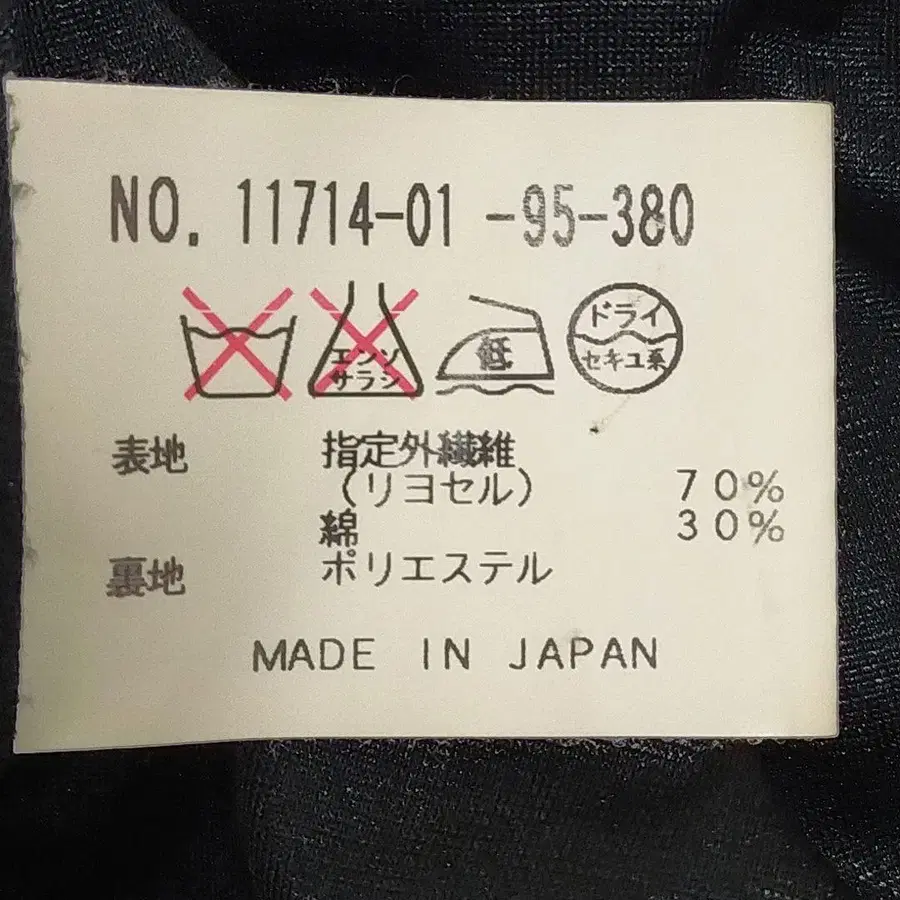 NO. 11714-01 -95-380
エンソ
サラシ
低
ドライ
セキユ系
表地 指定外繊維
（リヨセル） 70%
綿 30%
裏地 ポリエステル
MADE IN JAPAN